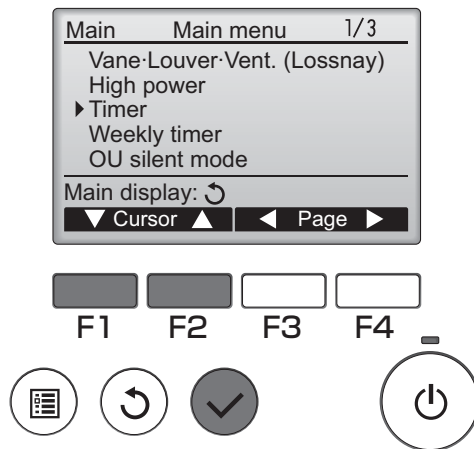 Main Main menu 1/3
Vane·Louver·Vent. (Lossnay)
High power
Timer
Weekly timer
OU silent mode
Main display:
Cursor Page
F1 F2 F3 F4